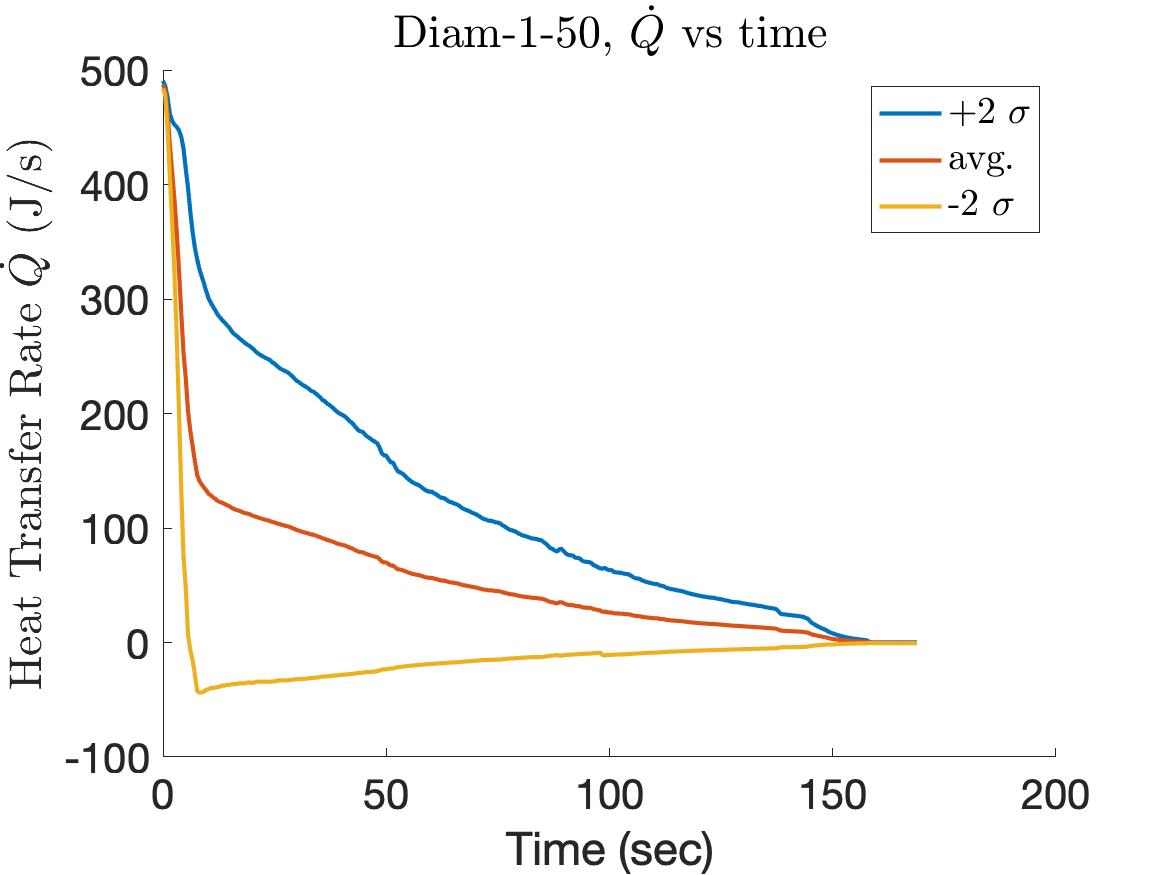 Diam-1-50, Q̇ vs time
500
400
300
200
100
0
-100
Heat Transfer Rate Q̇ (J/s)
+2 σ
avg.
-2 σ
0 50 100 150 200
Time (sec)